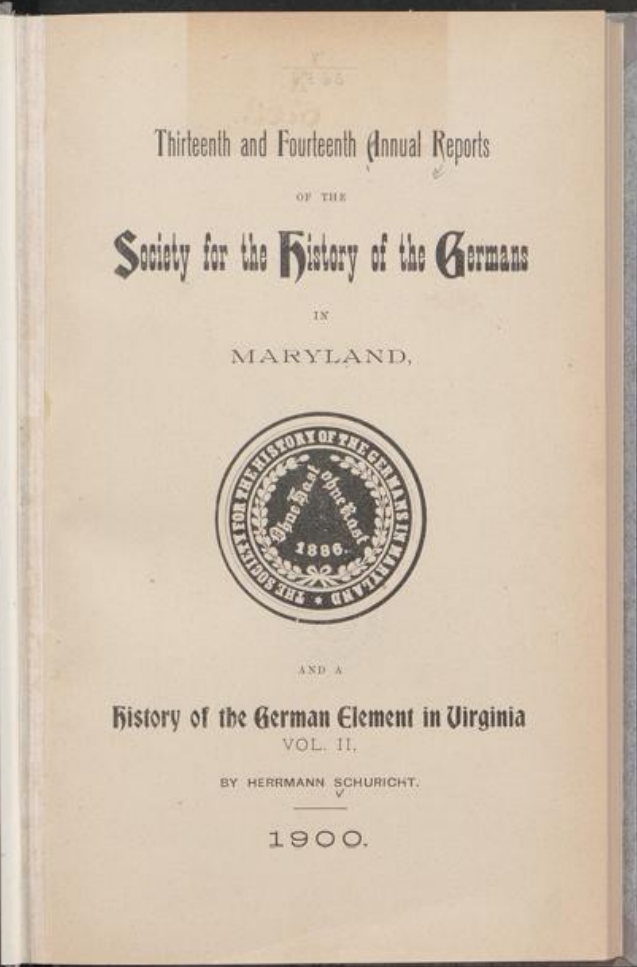 Thirteenth and Fourteenth Annual Reports
OF THE
Society for the History of the Germans
IN
MARYLAND,
THE SOCIETY FOR THE HISTORY OF THE GERMANS IN MARYLAND
Ohne Hast
ohne Rast
1886.
AND A
History of the German Element in Virginia
VOL. II,
BY HERRMANN SCHURICHT.
1900.